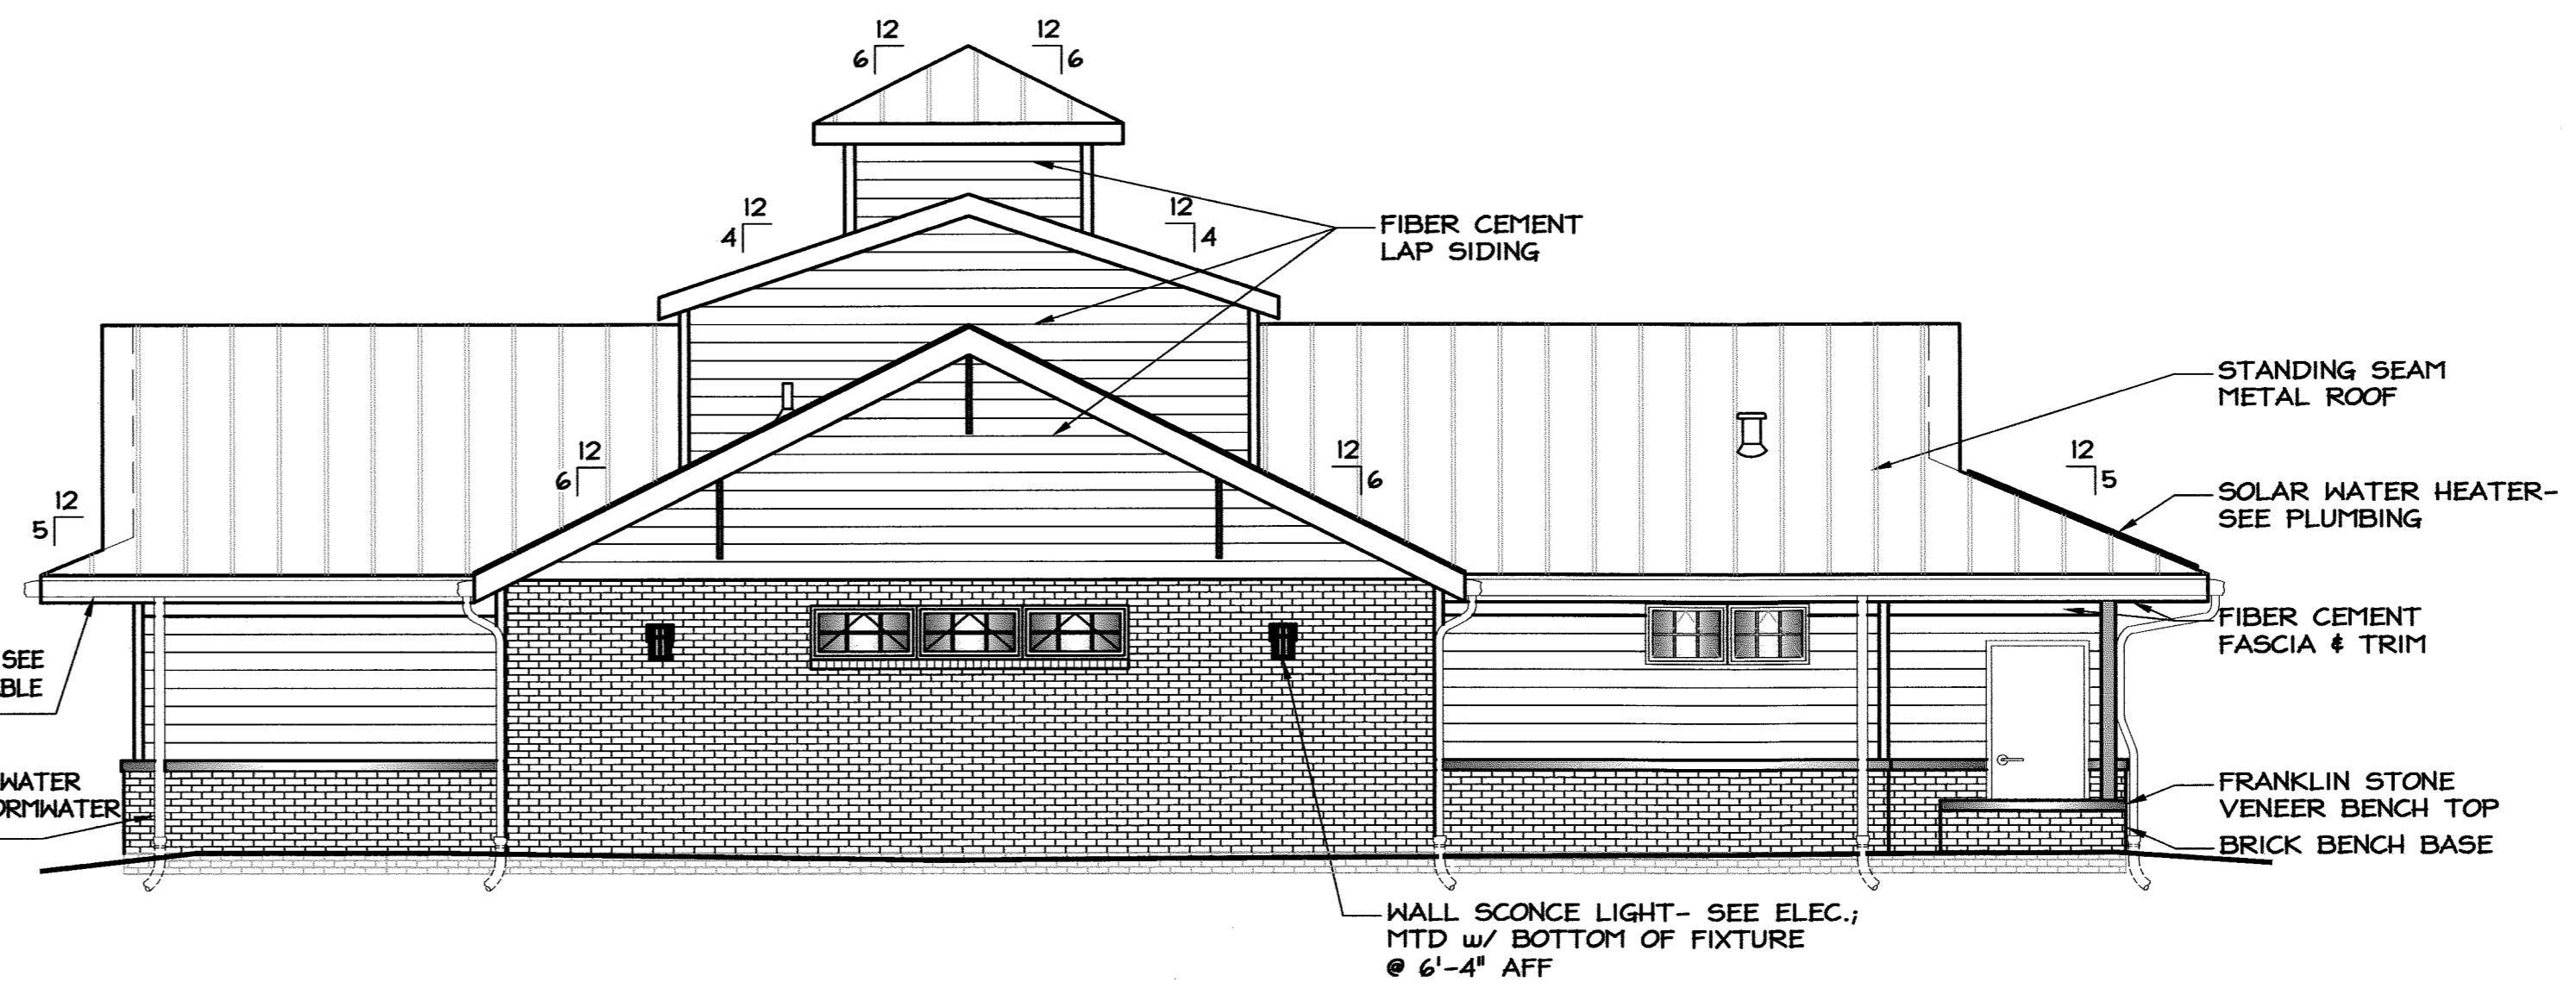 12
6
12
6
12
4
12
4
FIBER CEMENT
LAP SIDING
STANDING SEAM
METAL ROOF
12
6
12
6
12
5
12
5
SOLAR WATER HEATER-
SEE PLUMBING
FIBER CEMENT
FASCIA & TRIM
SEE
BLE
WATER
ORMWATER
FRANKLIN STONE
VENEER BENCH TOP
BRICK BENCH BASE
WALL SCONCE LIGHT- SEE ELEC.;
MTD w/ BOTTOM OF FIXTURE
@ 6'-4" AFF